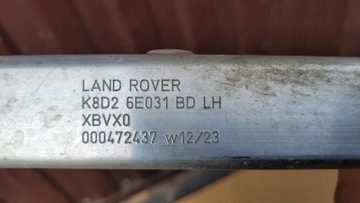 LAND ROVER
K8D2 6E031 BD LH
XBVX0
000472437 w12/23